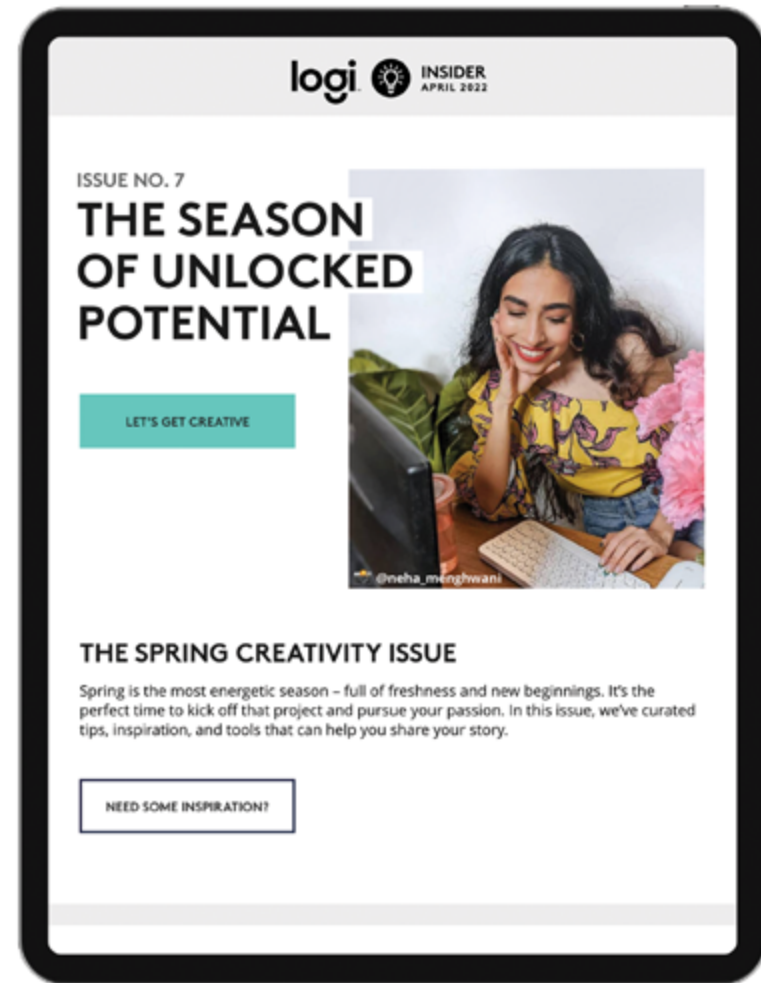 logi
INSIDER
APRIL 2022
ISSUE NO. 7
THE SEASON
OF UNLOCKED
POTENTIAL
LET'S GET CREATIVE
@neha_menghwani
THE SPRING CREATIVITY ISSUE
Spring is the most energetic season – full of freshness and new beginnings. It's the
perfect time to kick off that project and pursue your passion. In this issue, we've curated
tips, inspiration, and tools that can help you share your story.
NEED SOME INSPIRATION?